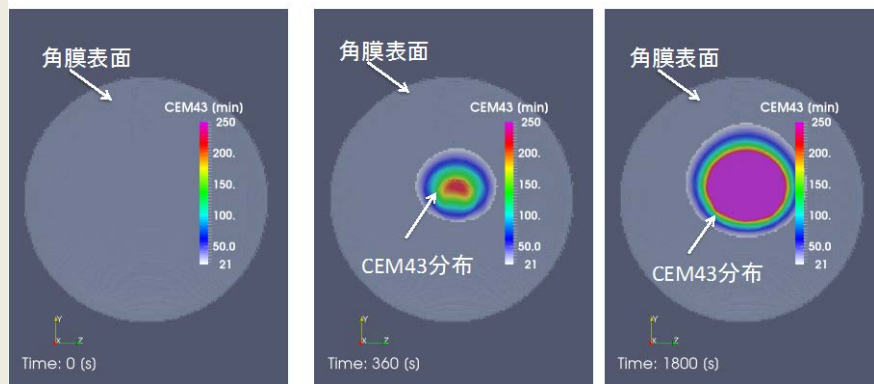 角膜表面
CEM43 (min)
250
200.
150.
100.
50.0
21
Y
X
Z
Time: 0 (s)
角膜表面
CEM43 (min)
250
200.
150.
100.
50.0
21
CEM43分布
Y
X
Z
Time: 360 (s)
角膜表面
CEM43 (min)
250
200.
150.
100.
50.0
21
CEM43分布
Y
X
Z
Time: 1800 (s)